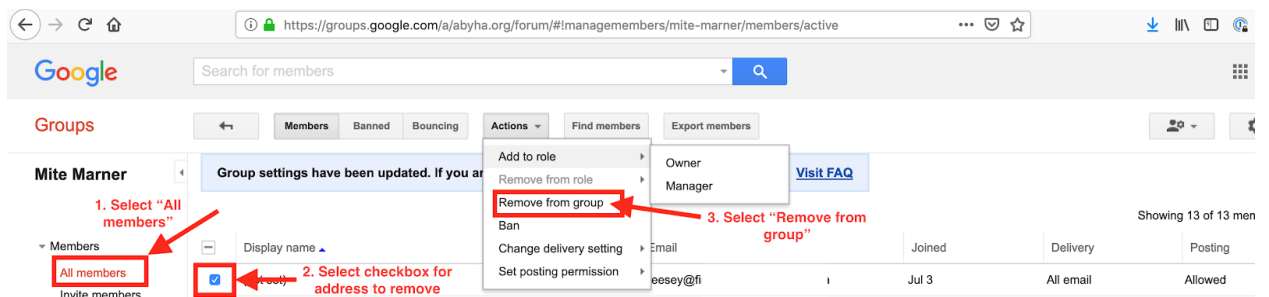 https://groups.google.com/a/abyha.org/forum/#!managemembers/mite-marner/members/active
Google
Search for members
Groups
Members
Banned
Bouncing
Actions
Find members
Export members
Mite Marner
Group settings have been updated. If you
Visit FAQ
Add to role
Remove from role
Remove from group
Ban
Change delivery setting
Set posting permission
Owner
Manager
1. Select “All
members”
3. Select “Remove from
group”
Showing 13 of 13
Members
All members
Invite members
Display name
Email
Joined
Delivery
Posting
2. Select checkbox for
address to remove
eesey@fi
Jul 3
All email
Allowed